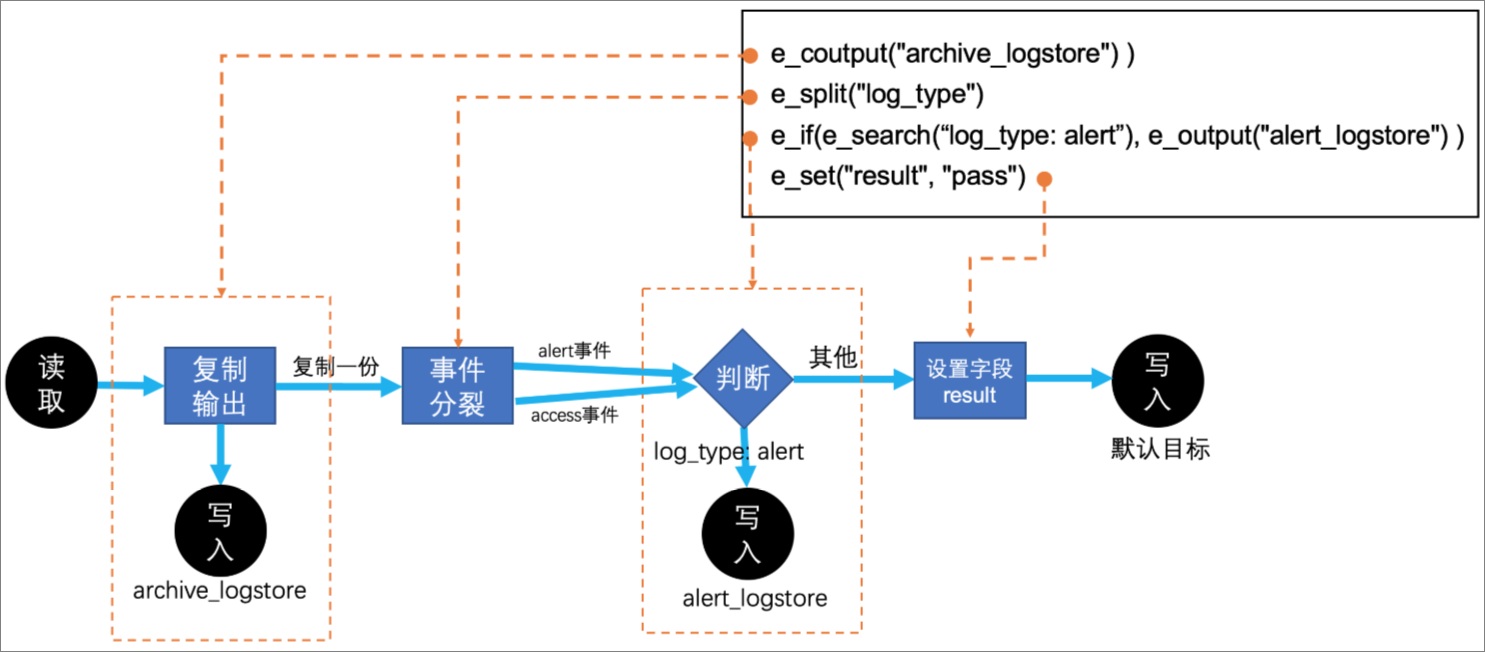 e_coutput("archive_logstore") )
e_split("log_type")
e_if(e_search(“log_type: alert”), e_output("alert_logstore") )
e_set("result", "pass")
读
取
复制
输出
复制一份
事件
分裂
alert事件
access事件
判断
其他
设置字段
result
写
入
默认目标
log_type: alert
写
入
archive_logstore
写
入
alert_logstore